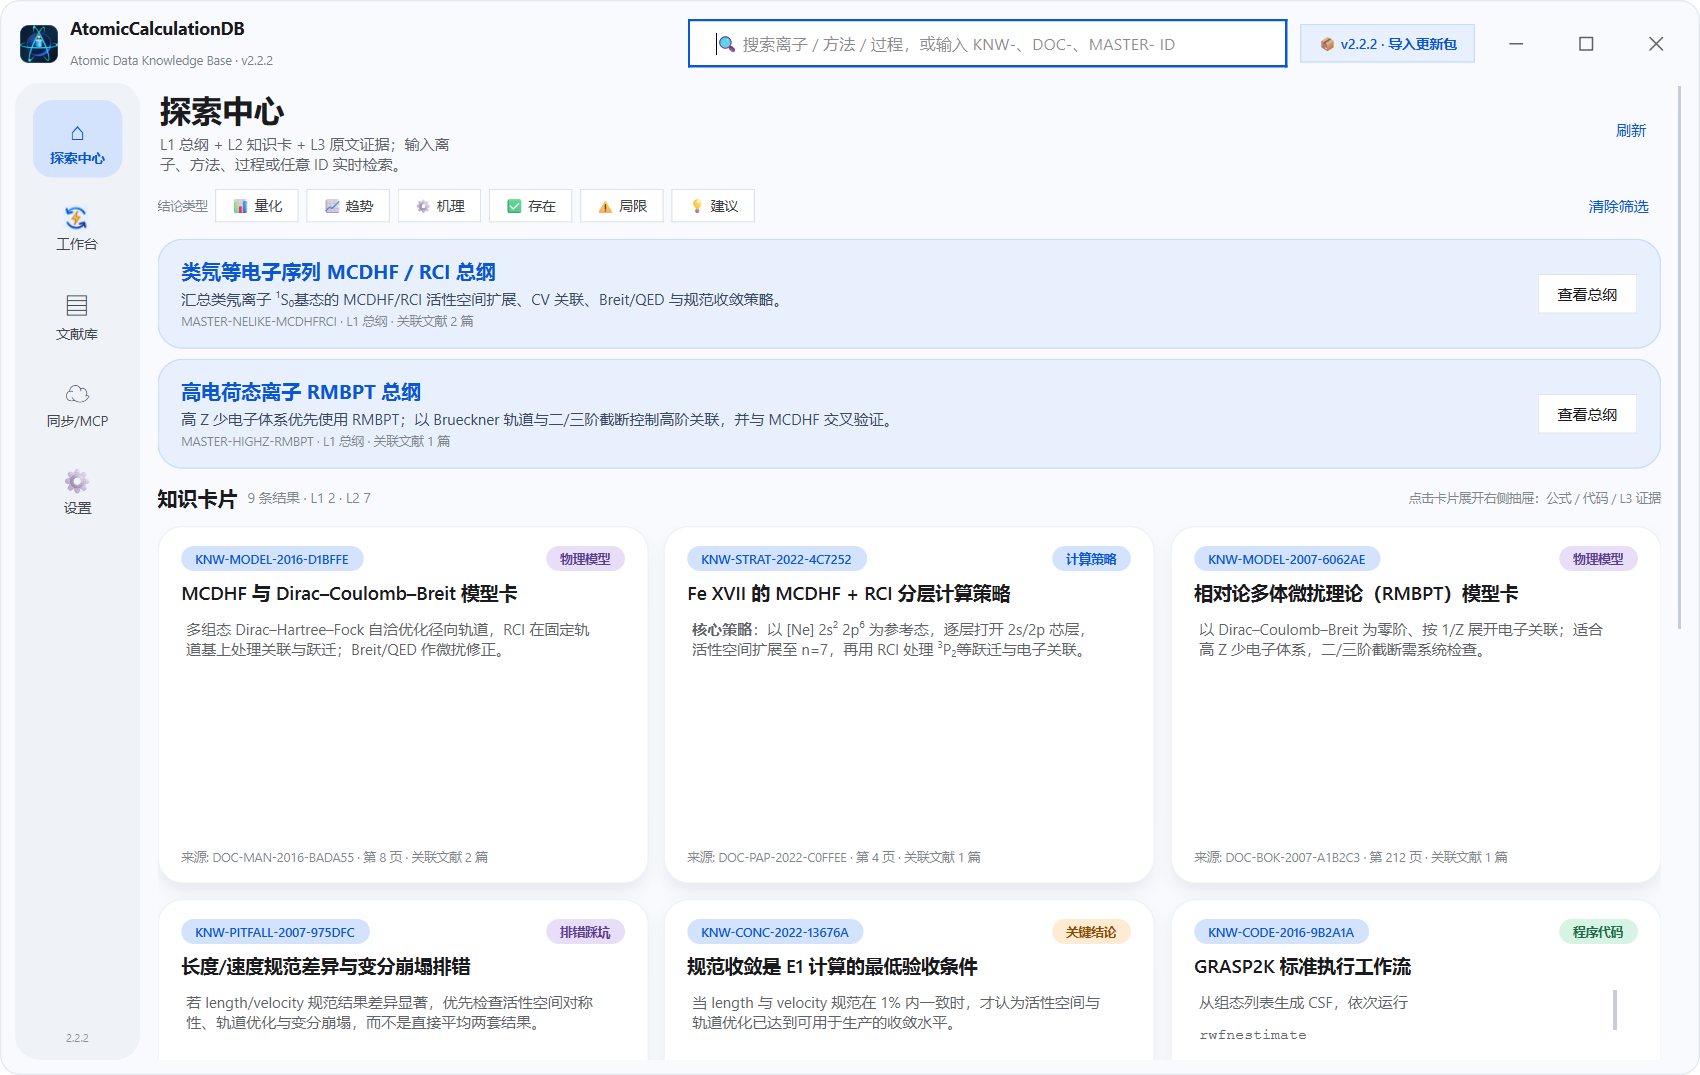 AtomicCalculationDB
Atomic Data Knowledge Base · v2.2.2
搜索离子 / 方法 / 过程，或输入 KNW-、DOC-、MASTER- ID
v2.2.2 · 导入更新包
探索中心
工作台
文献库
同步/MCP
设置
2.2.2
探索中心
L1 总纲 + L2 知识卡 + L3 原文证据；输入离
子、方法、过程或任意 ID 实时检索。
刷新
结论类型
量化
趋势
机理
存在
局限
建议
清除筛选
类氖等电子序列 MCDHF / RCI 总纲
汇总类氖离子 ¹S₀基态的 MCDHF/RCI 活性空间扩展、CV 关联、Breit/QED 与规范收敛策略。
MASTER-NELIKE-MCDHFRCI · L1 总纲 · 关联文献 2 篇
查看总纲
高电荷态离子 RMBPT 总纲
高 Z 少电子体系优先使用 RMBPT；以 Brueckner 轨道与二/三阶截断控制高阶关联，并与 MCDHF 交叉验证。
MASTER-HIGHZ-RMBPT · L1 总纲 · 关联文献 1 篇
查看总纲
知识卡片
9 条结果 · L1 2 · L2 7
点击卡片展开右侧抽屉：公式 / 代码 / L3 证据
KNW-MODEL-2016-D1BFFE
物理模型
MCDHF 与 Dirac–Coulomb–Breit 模型卡
多组态 Dirac–Hartree–Fock 自洽优化径向轨道，RCI 在固定轨
道基上处理关联与跃迁；Breit/QED 作微扰修正。
来源: DOC-MAN-2016-BADA55 · 第 8 页 · 关联文献 2 篇
KNW-STRAT-2022-4C7252
计算策略
Fe XVII 的 MCDHF + RCI 分层计算策略
核心策略：以 [Ne] 2s² 2p⁶ 为参考态，逐层打开 2s/2p 芯层，
活性空间扩展至 n=7，再用 RCI 处理 ³P₂等跃迁与电子关联。
来源: DOC-PAP-2022-C0FFEE · 第 4 页 · 关联文献 1 篇
KNW-MODEL-2007-6062AE
物理模型
相对论多体微扰理论（RMBPT）模型卡
以 Dirac–Coulomb–Breit 为零阶、按 1/Z 展开电子关联；适合
高 Z 少电子体系，二/三阶截断需系统检查。
来源: DOC-BOK-2007-A1B2C3 · 第 212 页 · 关联文献 1 篇
KNW-PITFALL-2007-975DFC
排错踩坑
长度/速度规范差异与变分崩塌排错
若 length/velocity 规范结果差异显著，优先检查活性空间对称
性、轨道优化与变分崩塌，而不是直接平均两套结果。
KNW-CONC-2022-13676A
关键结论
规范收敛是 E1 计算的最低验收条件
当 length 与 velocity 规范在 1% 内一致时，才认为活性空间与
轨道优化已达到可用于生产的收敛水平。
KNW-CODE-2016-9B2A1A
程序代码
GRASP2K 标准执行工作流
从组态列表生成 CSF，依次运行
rwfnestimate